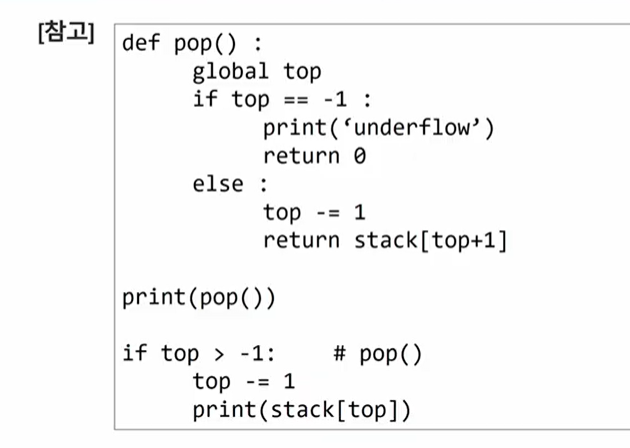 [참고]
def pop() :
global top
if top == -1 :
print(‘underflow’)
return 0
else :
top -= 1
return stack[top+1]
print(pop())
if top > -1: # pop()
top -= 1
print(stack[top])